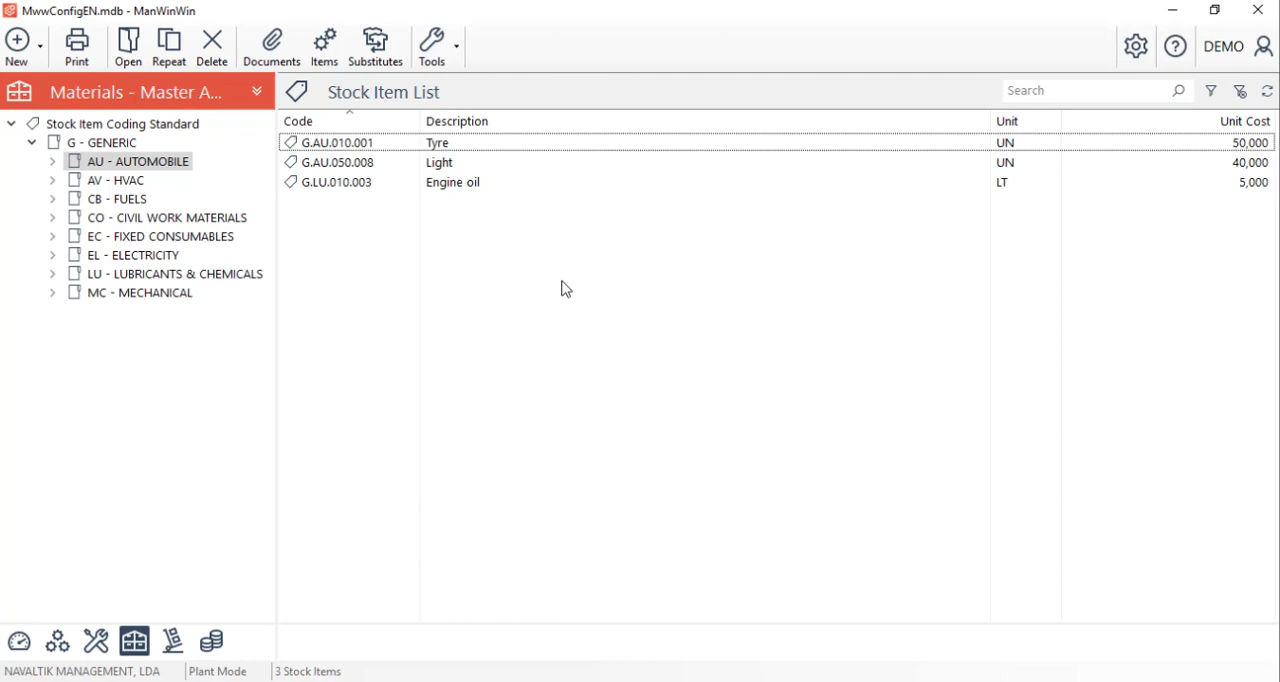 MwwConfigEN.mdb - ManWinWin
New
Print
Open
Repeat
Delete
Documents
Items
Substitutes
Tools
DEMO
Materials - Master A...
Stock Item List
Search
Stock Item Coding Standard
G - GENERIC
AU - AUTOMOBILE
AV - HVAC
CB - FUELS
CO - CIVIL WORK MATERIALS
EC - FIXED CONSUMABLES
EL - ELECTRICITY
LU - LUBRICANTS & CHEMICALS
MC - MECHANICAL
Code Description Unit Unit Cost
G.AU.010.001 Tyre UN 50,000
G.AU.050.008 Light UN 40,000
G.LU.010.003 Engine oil LT 5,000
NAVALTIK MANAGEMENT, LDA Plant Mode 3 Stock Items